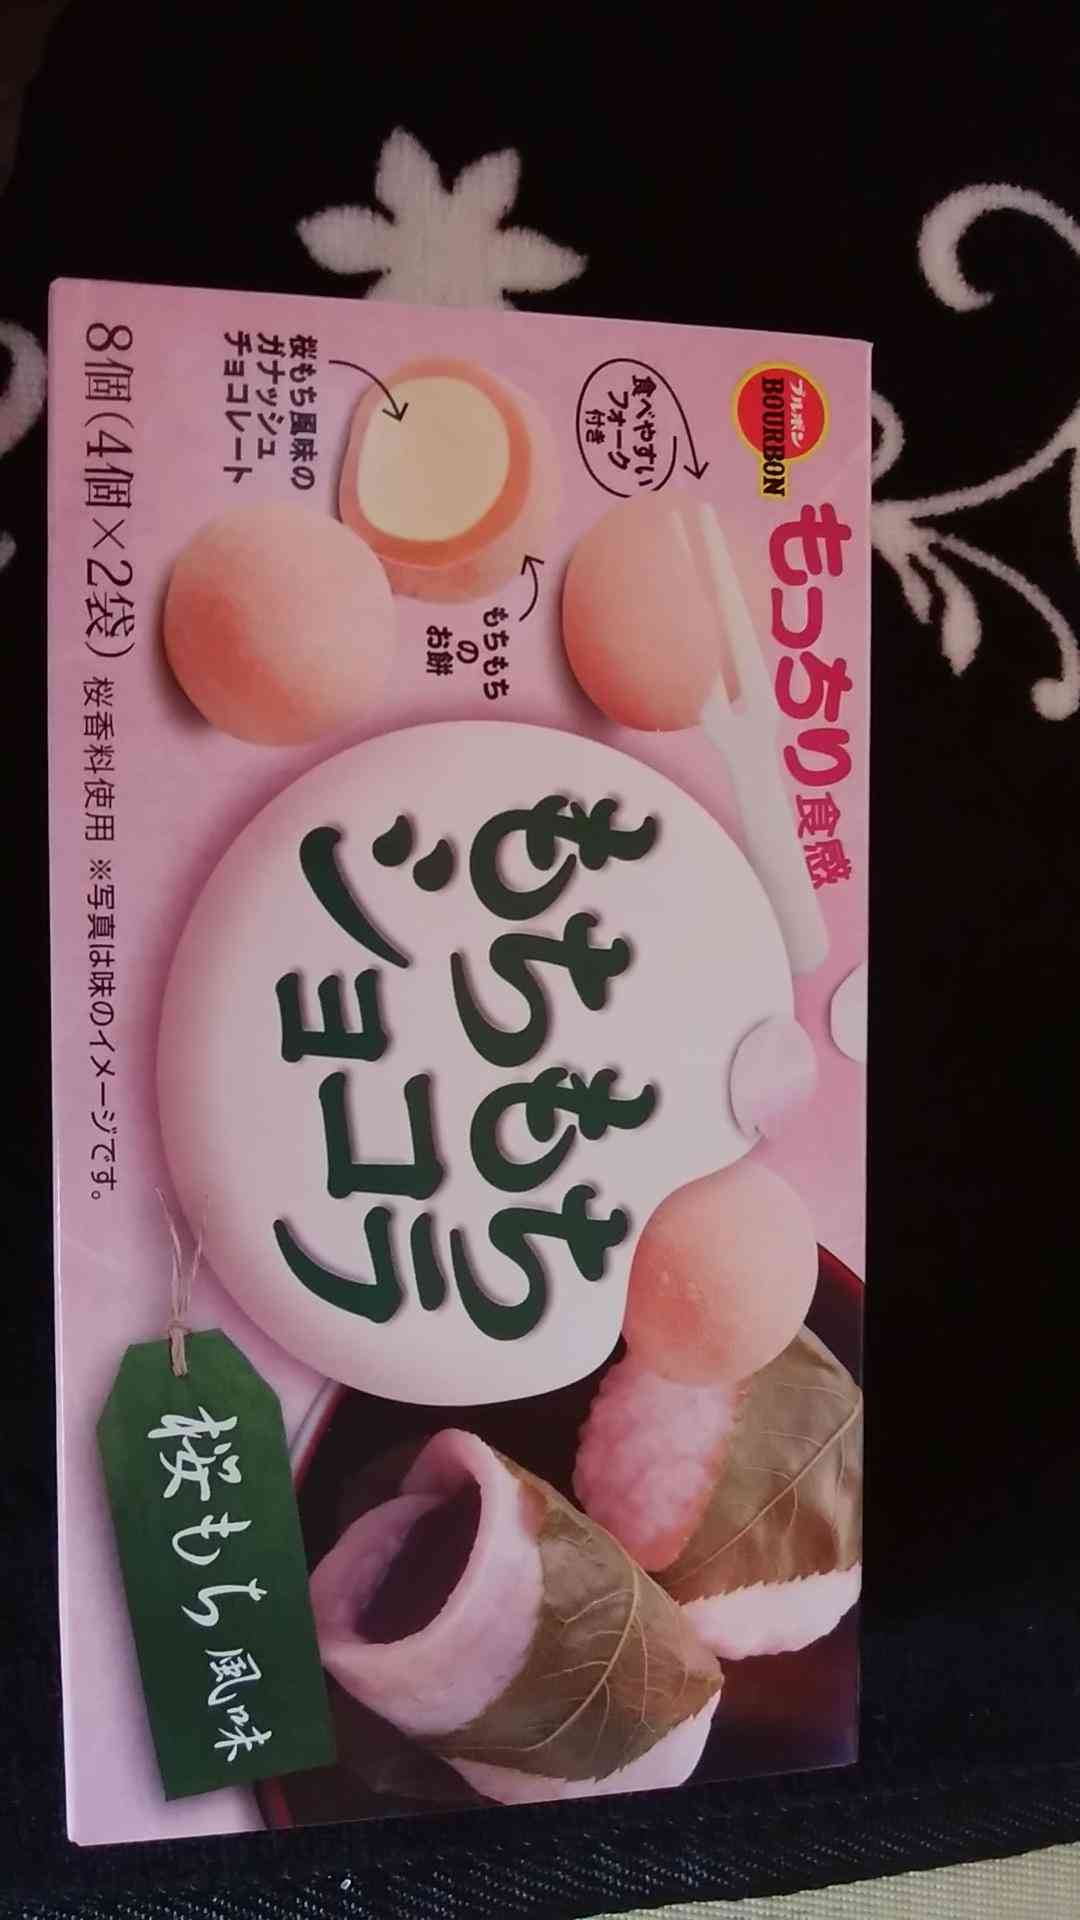 ブルボン
BOURBON
もっちり食感
食べやすい
フォーク
付き
もちもち
ショコラ
もちもち
の
お餅
桜もち風味の
ガナッシュ
チョコレート
桜もち風味
8個(4個×2袋) 桜香料使用 ※写真は味のイメージです。